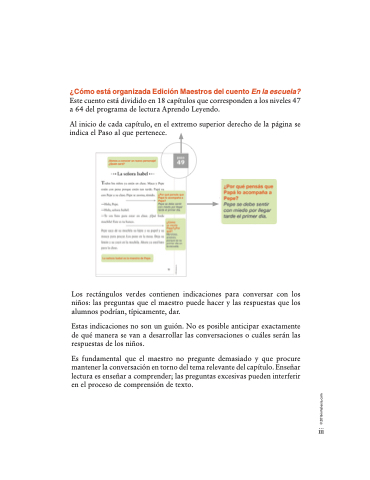 ¿Cómo está organizada Edición Maestros del cuento En la escuela?
Este cuento está dividido en 18 capítulos que corresponden a los niveles 47
a 64 del programa de lectura Aprendo Leyendo.
Al inicio de cada capítulo, en el extremo superior derecho de la página se
indica el Paso al que pertenece.
49
La señora Isabel
¿Por qué pensás que
Papá lo acompaña a
Pepe?
Pepe se debe sentir
con miedo por llegar
tarde el primer día.
Los rectángulos verdes contienen indicaciones para conversar con los
niños: las preguntas que el maestro puede hacer y las respuestas que los
alumnos podrían, típicamente, dar.
Estas indicaciones no son un guión. No es posible anticipar exactamente
de qué manera se van a desarrollar las conversaciones o cuáles serán las
respuestas de los niños.
Es fundamental que el maestro no pregunte demasiado y que procure
mantener la conversación en torno del tema relevante del capítulo. Enseñar
lectura es enseñar a comprender; las preguntas excesivas pueden interferir
en el proceso de comprensión de texto.
iii